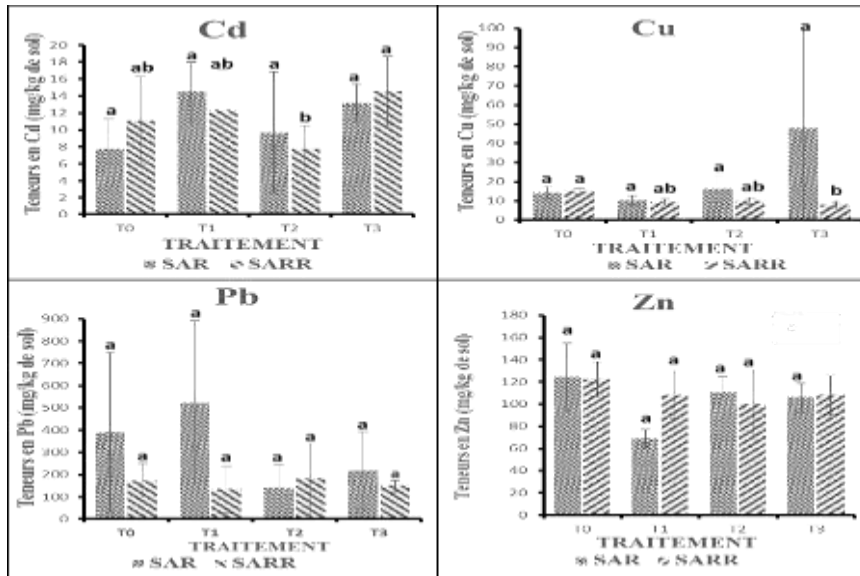 Cd
Teneurs en Cd (mg/kg de sol)
20
18
16
14
12
10
8
6
4
2
0
a
ab
a
ab
a
b
a
a
T0
T1
T2
T3
TRAITEMENT
SAR
SARR
Cu
Teneurs en Cu (mg/kg de sol)
100
90
80
70
60
50
40
30
20
10
0
a
a
a
ab
a
ab
a
b
T0
T1
T2
T3
TRAITEMENT
SAR
SARR
Pb
Teneurs en Pb (mg/kg de sol)
900
800
700
600
500
400
300
200
100
0
a
a
a
a
a
a
a
a
T0
T1
T2
T3
TRAITEMENT
SAR
SARR
Zn
Teneurs en Zn (mg/kg de sol)
180
160
140
120
100
80
60
40
20
0
a
a
a
a
a
a
a
T0
T1
T2
T3
TRAITEMENT
SAR
SARR